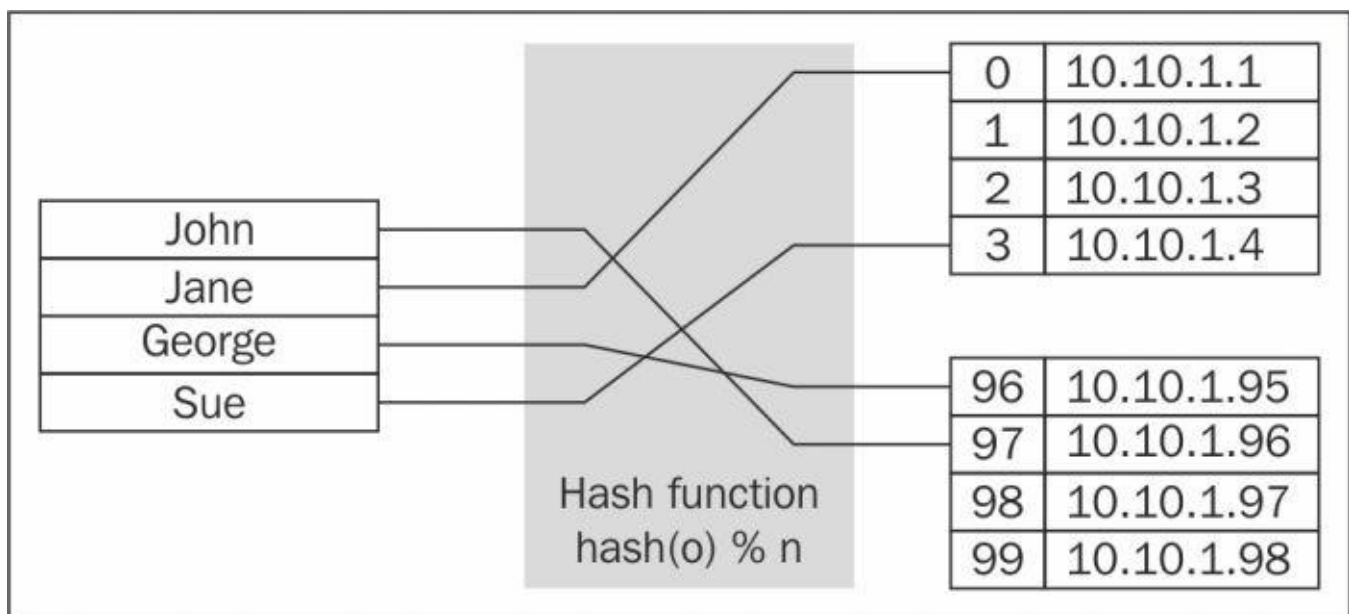 John
Jane
George
Sue
Hash function
hash(o) % n
0 10.10.1.1
1 10.10.1.2
2 10.10.1.3
3 10.10.1.4
96 10.10.1.95
97 10.10.1.96
98 10.10.1.97
99 10.10.1.98